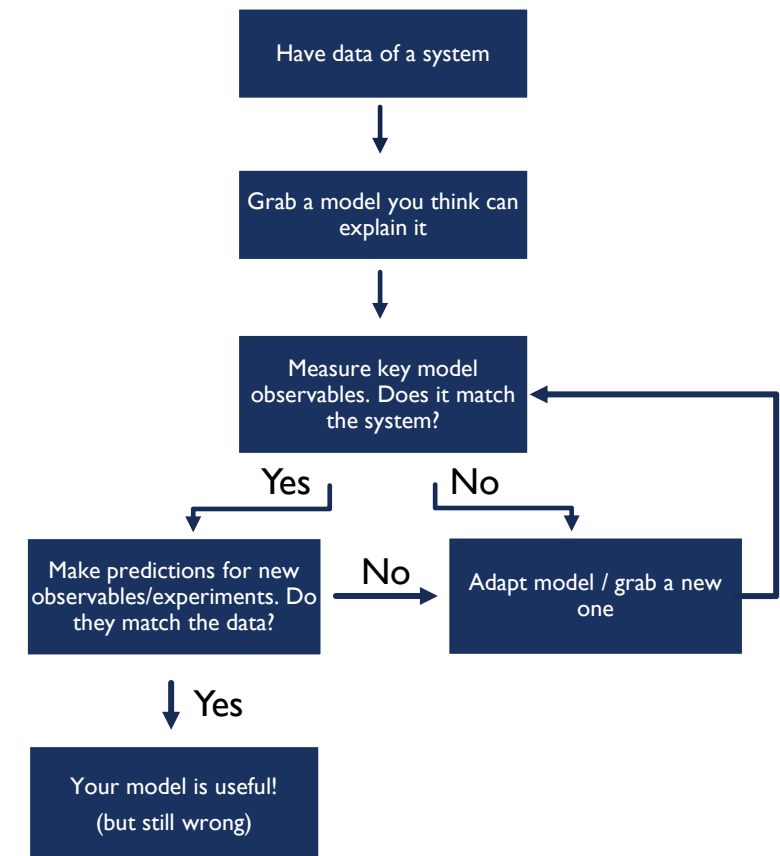 Have data of a system
Grab a model you think can
explain it
Measure key model
observables. Does it match
the system?
Yes
No
Make predictions for new
observables/experiments. Do
they match the data?
No
Adapt model / grab a new
one
Yes
Your model is useful!
(but still wrong)